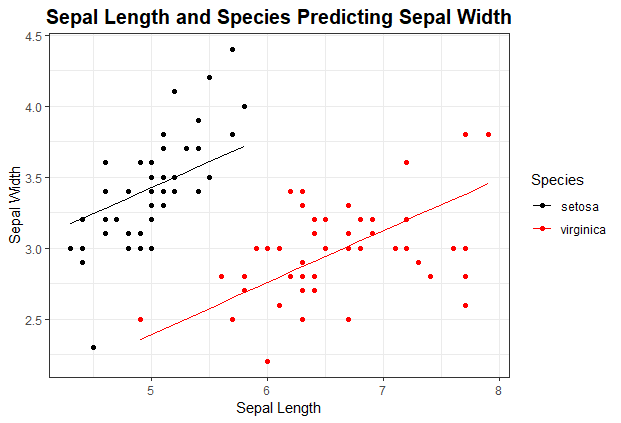 Sepal Length and Species Predicting Sepal Width
4.5
4.0
3.5
3.0
2.5
Sepal Width
5
6
7
8
Sepal Length
Species
setosa
virginica